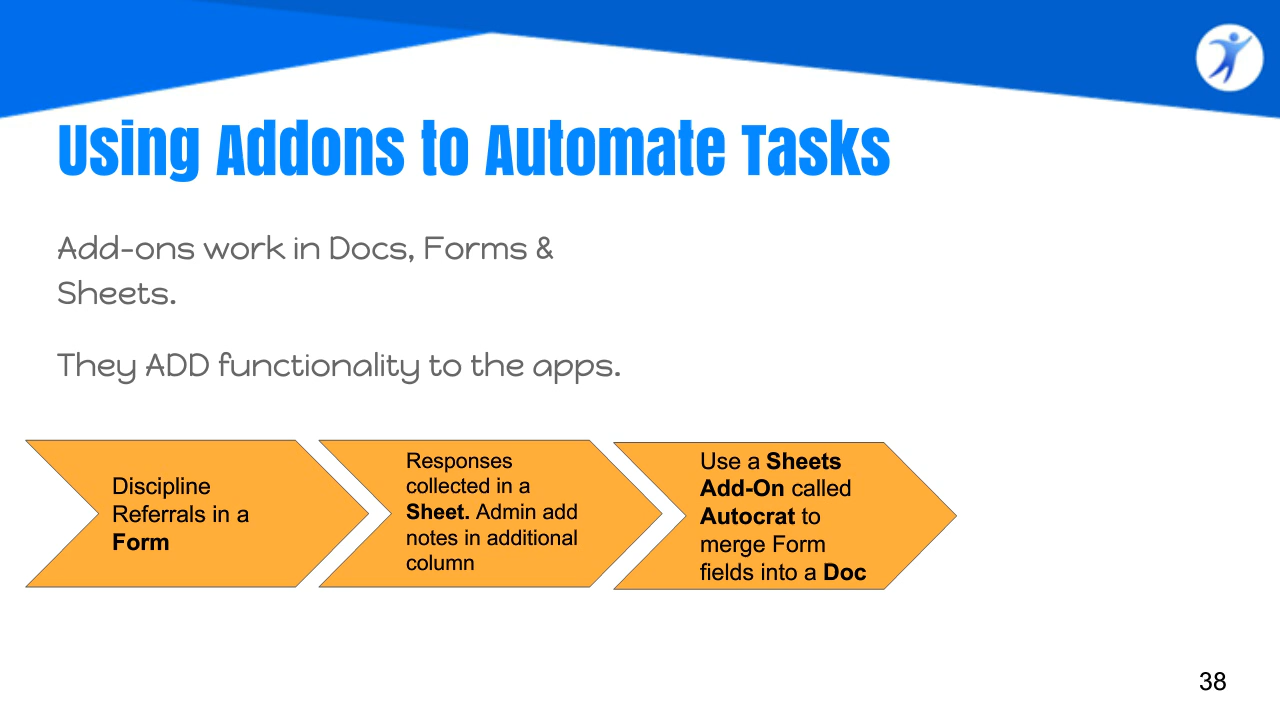 Using Addons to Automate Tasks
Add-ons work in Docs, Forms &
Sheets.
They ADD functionality to the apps.
Discipline
Referrals in a
Form
Responses
collected in a
Sheet. Admin add
notes in additional
column
Use a Sheets
Add-On called
Autocrat to
merge Form
fields into a Doc
38